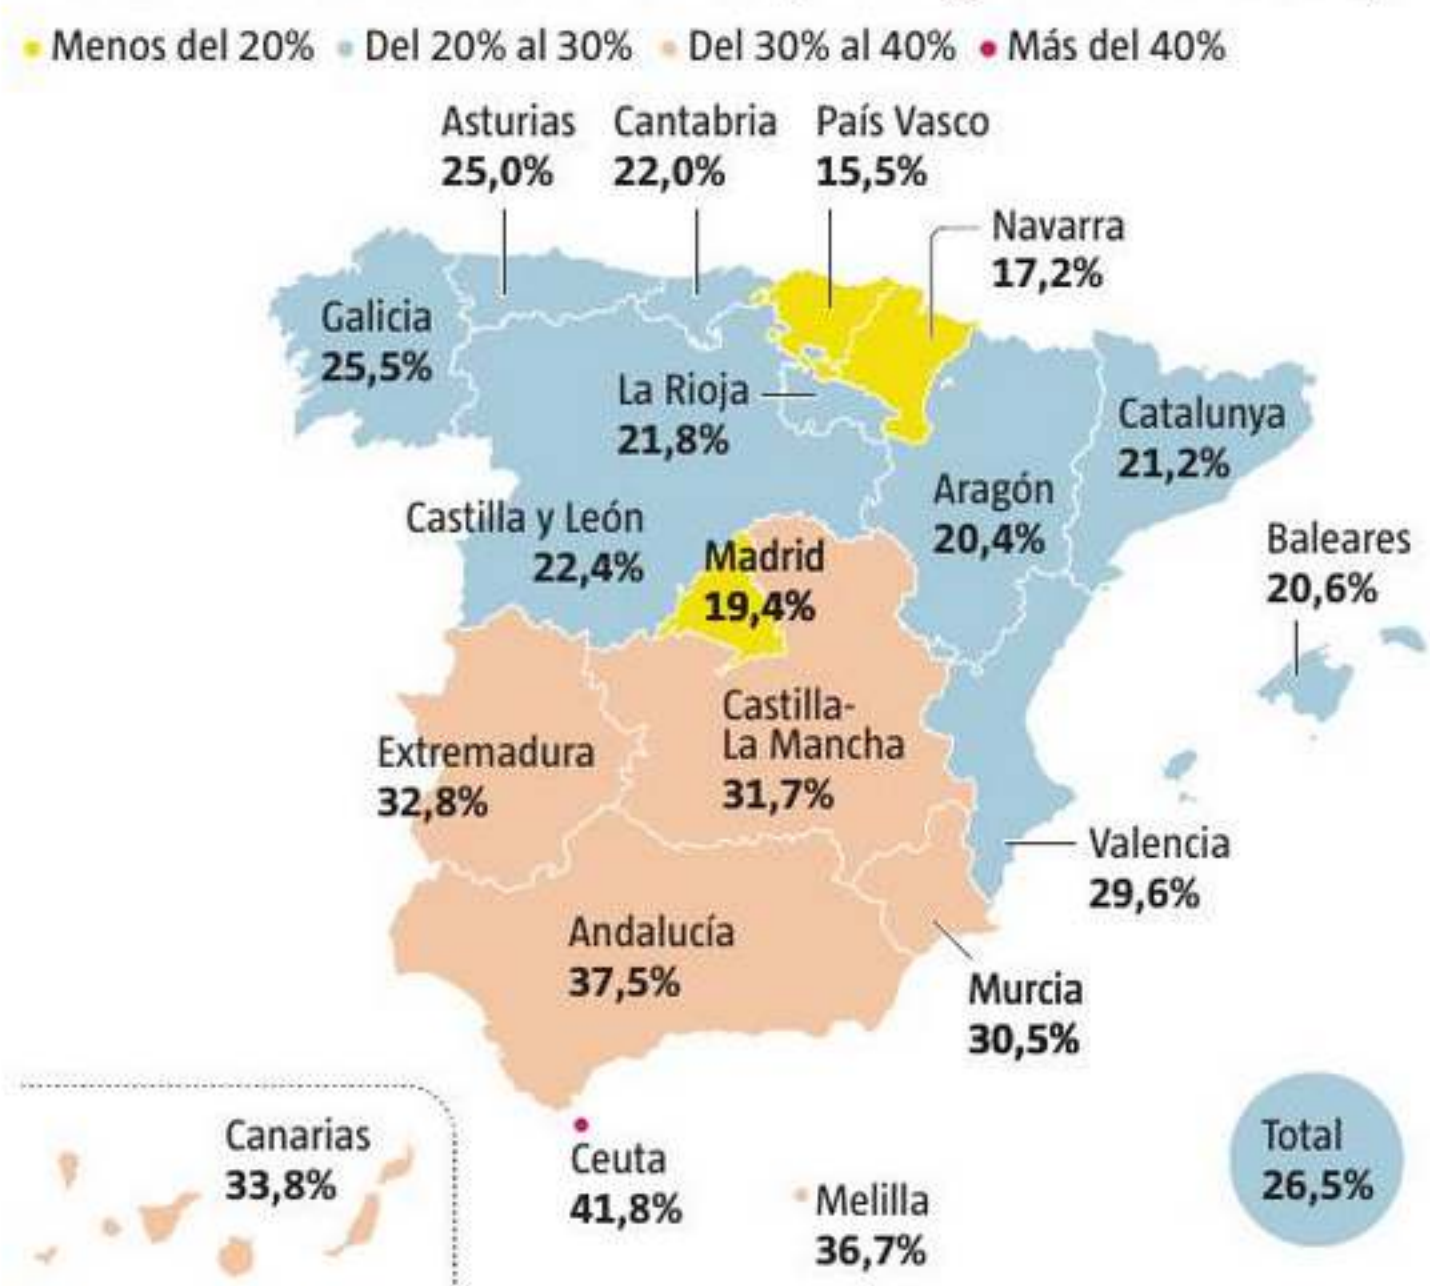 Menos del 20% Del 20% al 30% Del 30% al 40% Más del 40%
Asturias
25,0%
Cantabria
22,0%
País Vasco
15,5%
Navarra
17,2%
Galicia
25,5%
La Rioja
21,8%
Catalunya
21,2%
Aragón
20,4%
Castilla y León
22,4%
Madrid
19,4%
Baleares
20,6%
Castilla-
La Mancha
31,7%
Extremadura
32,8%
Valencia
29,6%
Andalucía
37,5%
Murcia
30,5%
Canarias
33,8%
Ceuta
41,8%
Melilla
36,7%
Total
26,5%